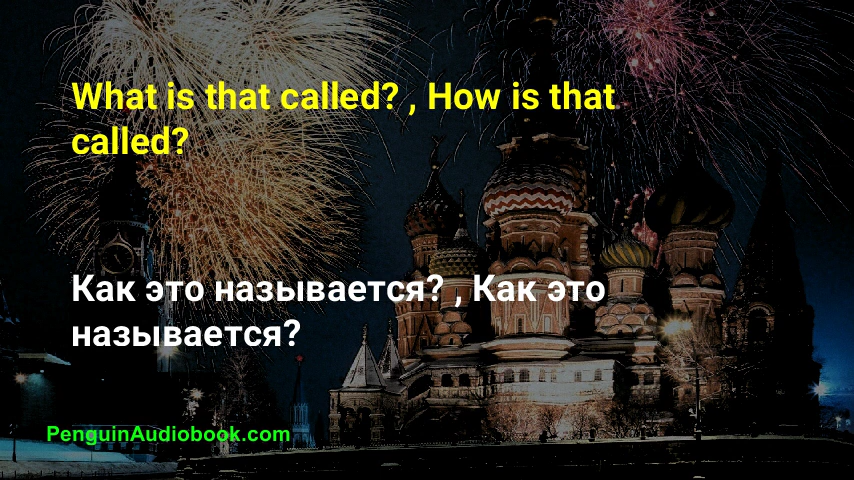 What is that called? , How is that
called?
Как это называется? , Как это
называется?
PenguinAudiobook.com